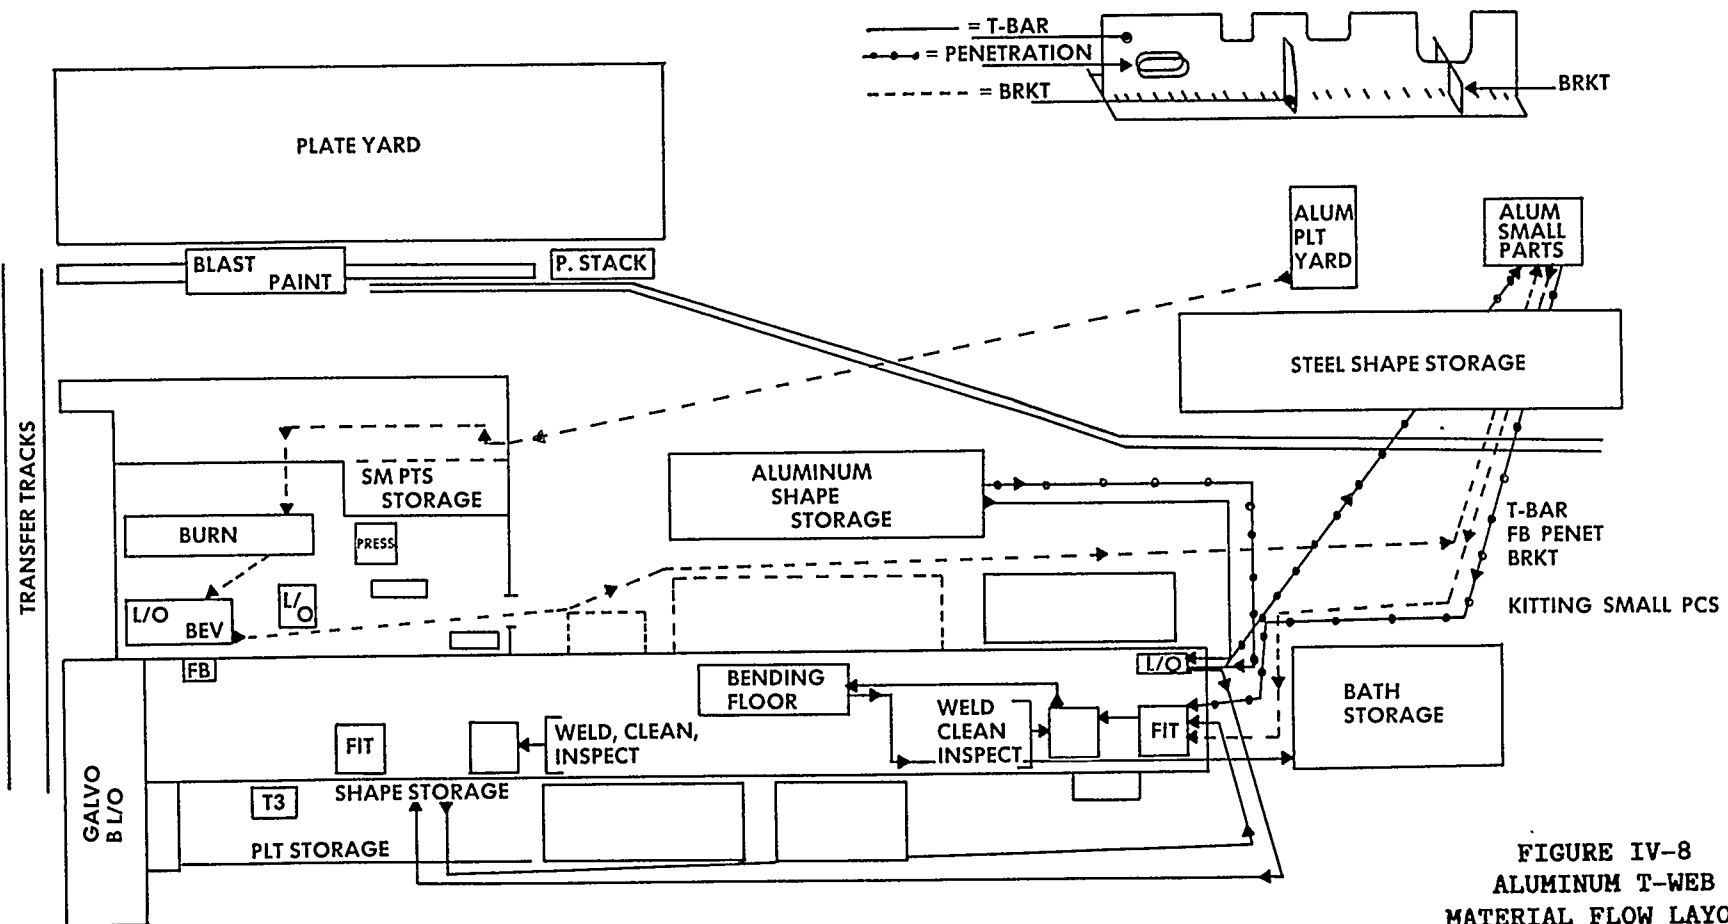 = T-BAR
= PENETRATION
= BRKT
BRKT
PLATE YARD
BLAST
PAINT
P. STACK
ALUM
PLT
YARD
ALUM
SMALL
PARTS
STEEL SHAPE STORAGE
TRANSFER TRACKS
SM PTS
STORAGE
ALUMINUM
SHAPE
STORAGE
BURN
PRESS
L/O
BEV
L/O
T-BAR
FB PENET
BRKT
KITTING SMALL PCS
FB
L/O
BENDING
FLOOR
WELD
CLEAN
INSPECT
FIT
BATH
STORAGE
FIT
WELD, CLEAN,
INSPECT
GALVO
B L/O
T3
SHAPE STORAGE
PLT STORAGE
FIGURE IV-8
ALUMINUM T-WEB
MATERIAL FLOW